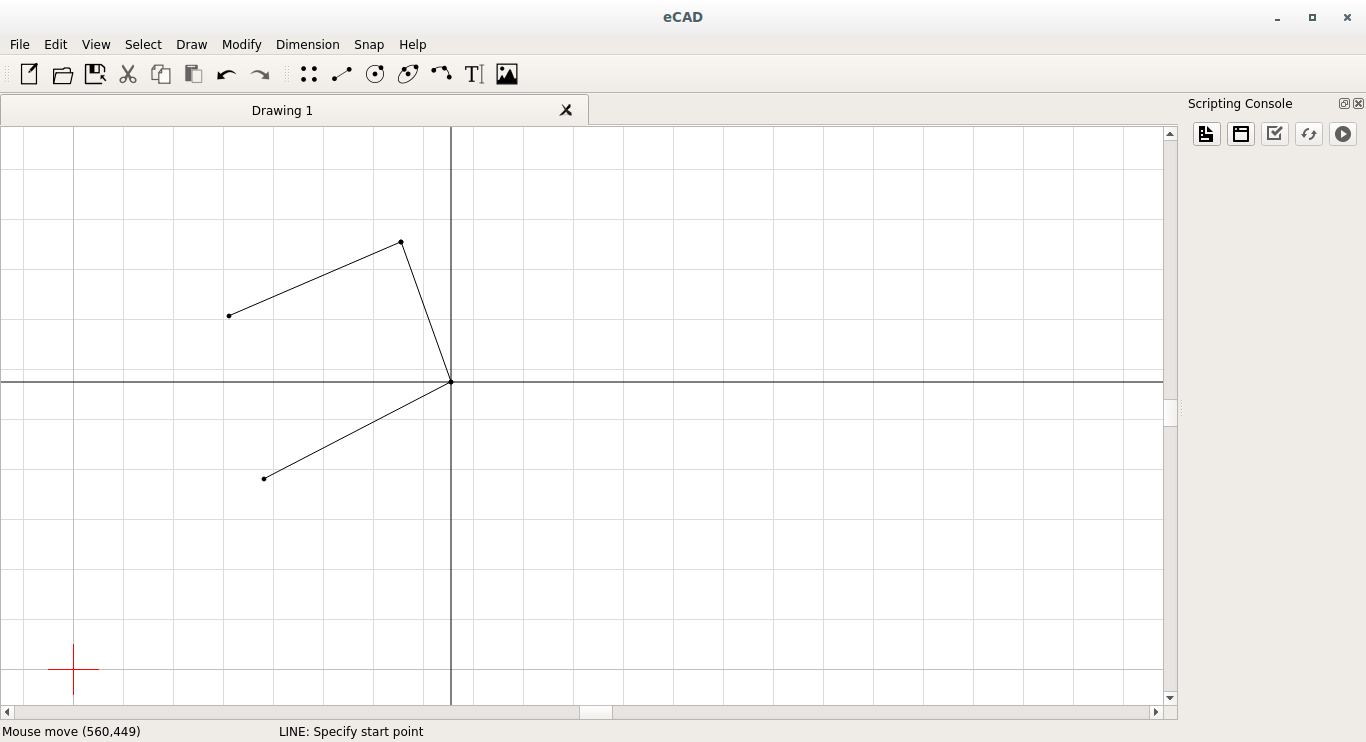 eCAD
File Edit View Select Draw Modify Dimension Snap Help
T
Drawing 1
Scripting Console
Mouse move (560,449) LINE: Specify start point